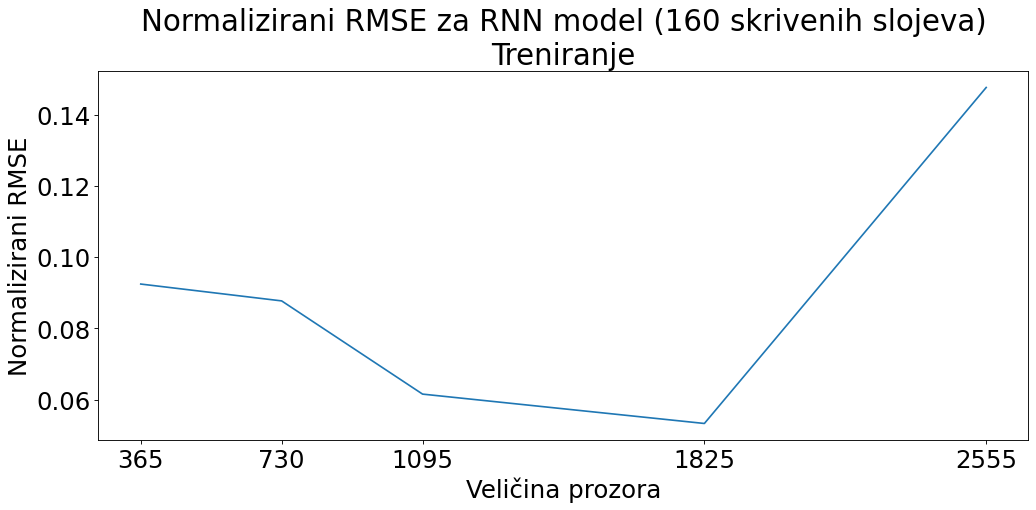 Normalizirani RMSE za RNN model (160 skrivenih slojeva)
Treniranje
Normalizirani RMSE
0.14
0.12
0.10
0.08
0.06
365 730 1095 1825 2555
Veličina prozora